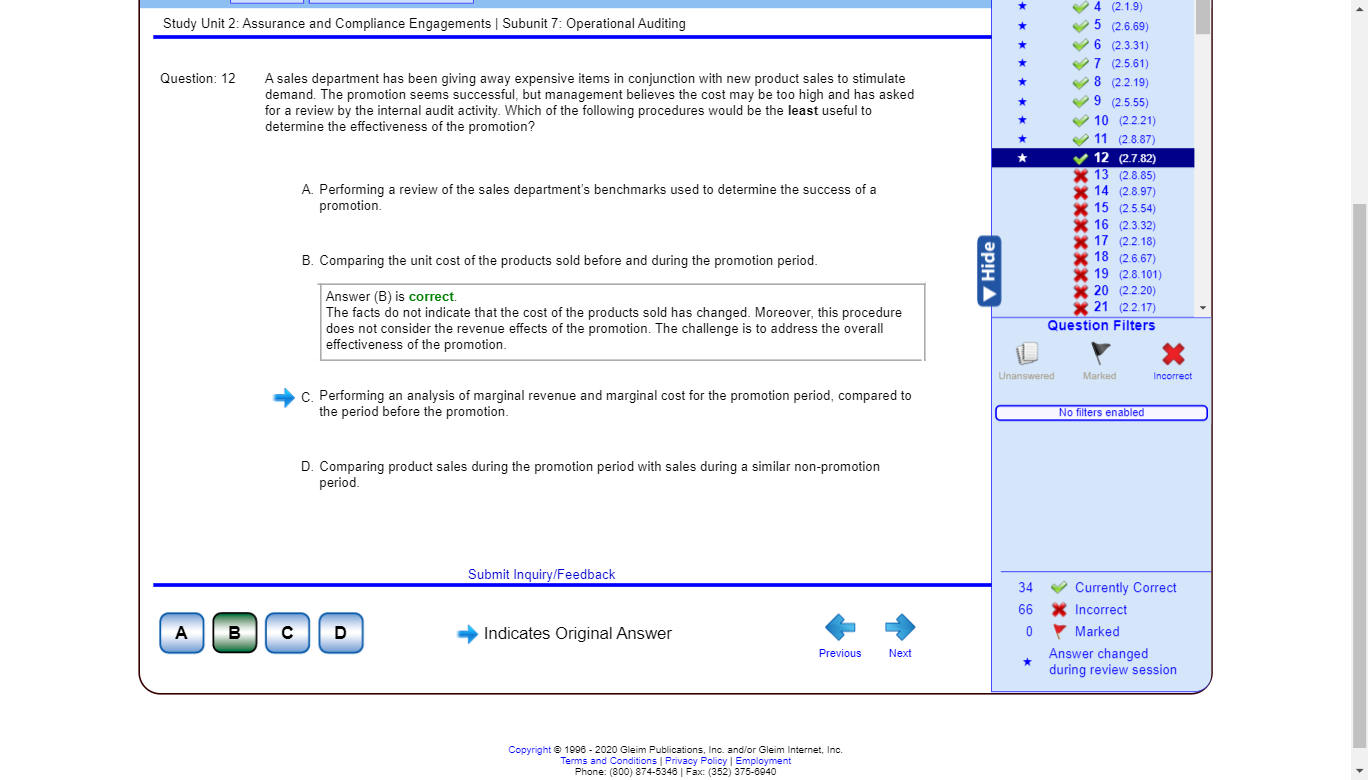 Study Unit 2: Assurance and Compliance Engagements | Subunit 7: Operational Auditing
Question: 12
A sales department has been giving away expensive items in conjunction with new product sales to stimulate
demand. The promotion seems successful, but management believes the cost may be too high and has asked
for a review by the internal audit activity. Which of the following procedures would be the least useful to
determine the effectiveness of the promotion?
A. Performing a review of the sales department's benchmarks used to determine the success of a
promotion.
B. Comparing the unit cost of the products sold before and during the promotion period.
Answer (B) is correct.
The facts do not indicate that the cost of the products sold has changed. Moreover, this procedure
does not consider the revenue effects of the promotion. The challenge is to address the overall
effectiveness of the promotion.
C. Performing an analysis of marginal revenue and marginal cost for the promotion period, compared to
the period before the promotion.
D. Comparing product sales during the promotion period with sales during a similar non-promotion
period.
Submit Inquiry/Feedback
A B C D
Indicates Original Answer
Previous Next
4 (2.1.9)
5 (2.6.69)
6 (2.3.31)
7 (2.5.61)
8 (2.2.19)
9 (2.5.55)
10 (2.2.21)
11 (2.8.87)
12 (2.7.82)
13 (2.8.85)
14 (2.8.97)
15 (2.5.54)
16 (2.3.32)
17 (2.2.18)
18 (2.6.67)
19 (2.8.101)
20 (2.2.20)
21 (2.2.17)
Hide
Question Filters
Unanswered Marked Incorrect
No filters enabled
34 Currently Correct
66 Incorrect
0 Marked
Answer changed
during review session
Copyright © 1996 - 2020 Gleim Publications, Inc. and/or Gleim Internet, Inc.
Terms and Conditions | Privacy Policy | Employment
Phone: (800) 874-5346 | Fax: (352) 375-6940